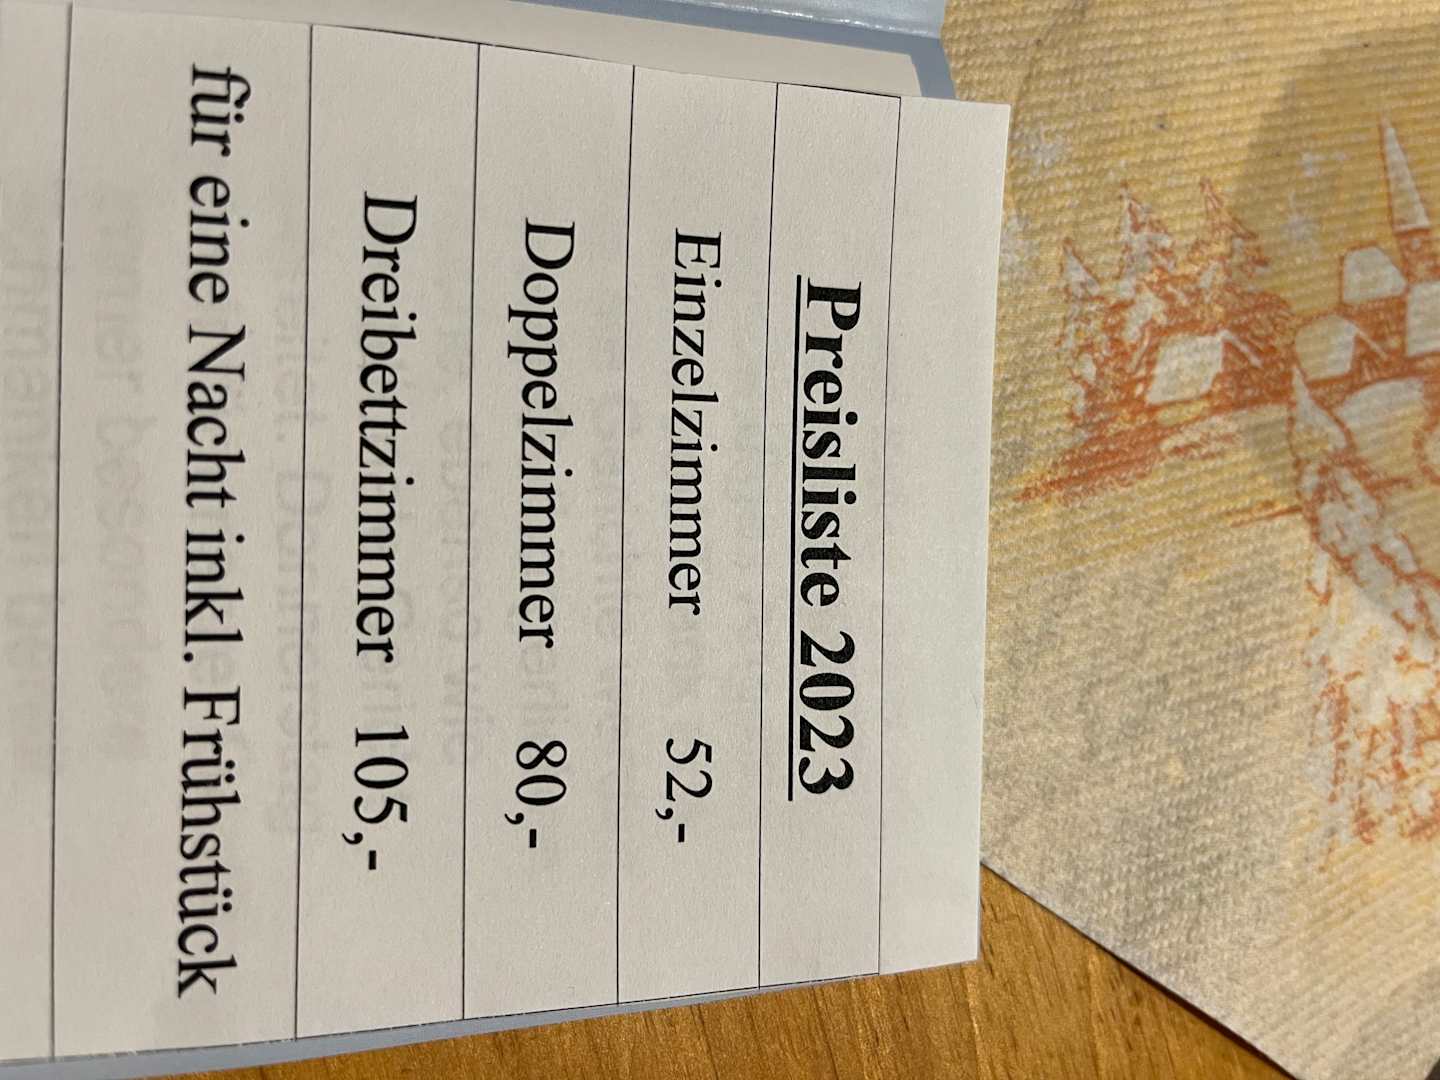 Preisliste 2023
Einzelzimmer 52,-
Doppelzimmer 80,-
Dreibettzimmer 105,-
für eine Nacht inkl. Frühstück